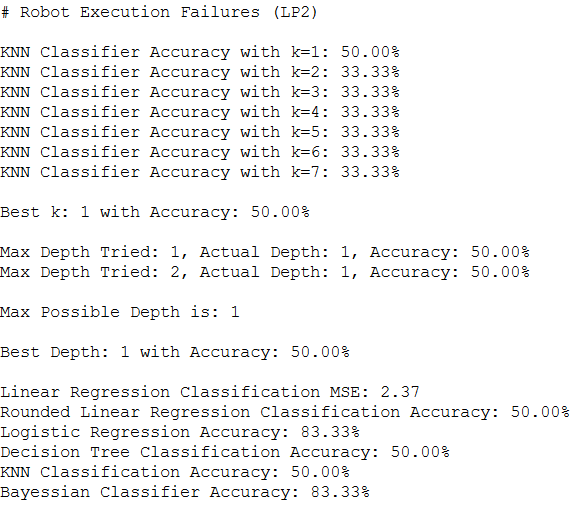 # Robot Execution Failures (LP2)
KNN Classifier Accuracy with k=1: 50.00%
KNN Classifier Accuracy with k=2: 33.33%
KNN Classifier Accuracy with k=3: 33.33%
KNN Classifier Accuracy with k=4: 33.33%
KNN Classifier Accuracy with k=5: 33.33%
KNN Classifier Accuracy with k=6: 33.33%
KNN Classifier Accuracy with k=7: 33.33%
Best k: 1 with Accuracy: 50.00%
Max Depth Tried: 1, Actual Depth: 1, Accuracy: 50.00%
Max Depth Tried: 2, Actual Depth: 1, Accuracy: 50.00%
Max Possible Depth is: 1
Best Depth: 1 with Accuracy: 50.00%
Linear Regression Classification MSE: 2.37
Rounded Linear Regression Classification Accuracy: 50.00%
Logistic Regression Accuracy: 83.33%
Decision Tree Classification Accuracy: 50.00%
KNN Classification Accuracy: 50.00%
Bayessian Classifier Accuracy: 83.33%